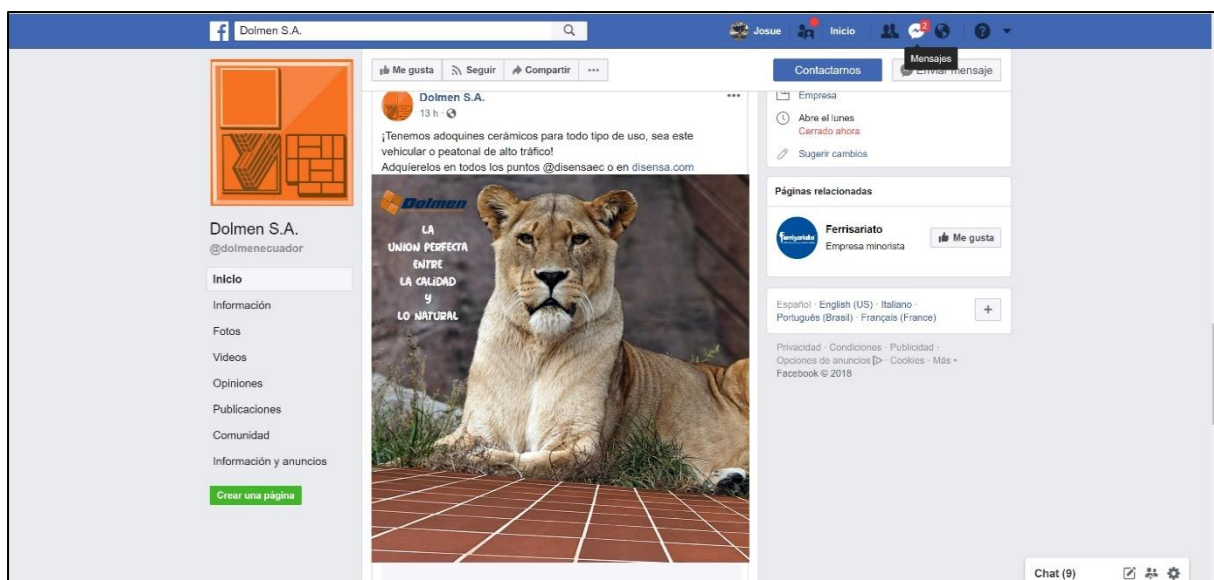 Dolmen S.A.
Josue
Inicio
2
Mensajes
Me gusta
Seguir
Compartir
Contactarnos
Enviar mensaje
Dolmen S.A.
@dolmenecuador
Inicio
Información
Fotos
Videos
Opiniones
Publicaciones
Comunidad
Información y anuncios
Crear una página
Dolmen S.A.
13 h ·
¡Tenemos adoquines cerámicos para todo tipo de uso, sea este
vehicular o peatonal de alto tráfico!
Adquierelos en todos los puntos @disensaec o en disensa.com
Dolmen
LA
UNION PERFECTA
ENTRE
LA CALIDAD
Y
LO NATURAL
Empresa
Abre el lunes
Cerrado ahora
Sugerir cambios
Páginas relacionadas
Ferrisariato
Ferrisariato
Empresa minorista
Me gusta
Español · English (US) · Italiano ·
Português (Brasil) · Français (France)
Privacidad · Condiciones · Publicidad ·
Opciones de anuncios · Cookies · Más
Facebook © 2018
Chat (9)